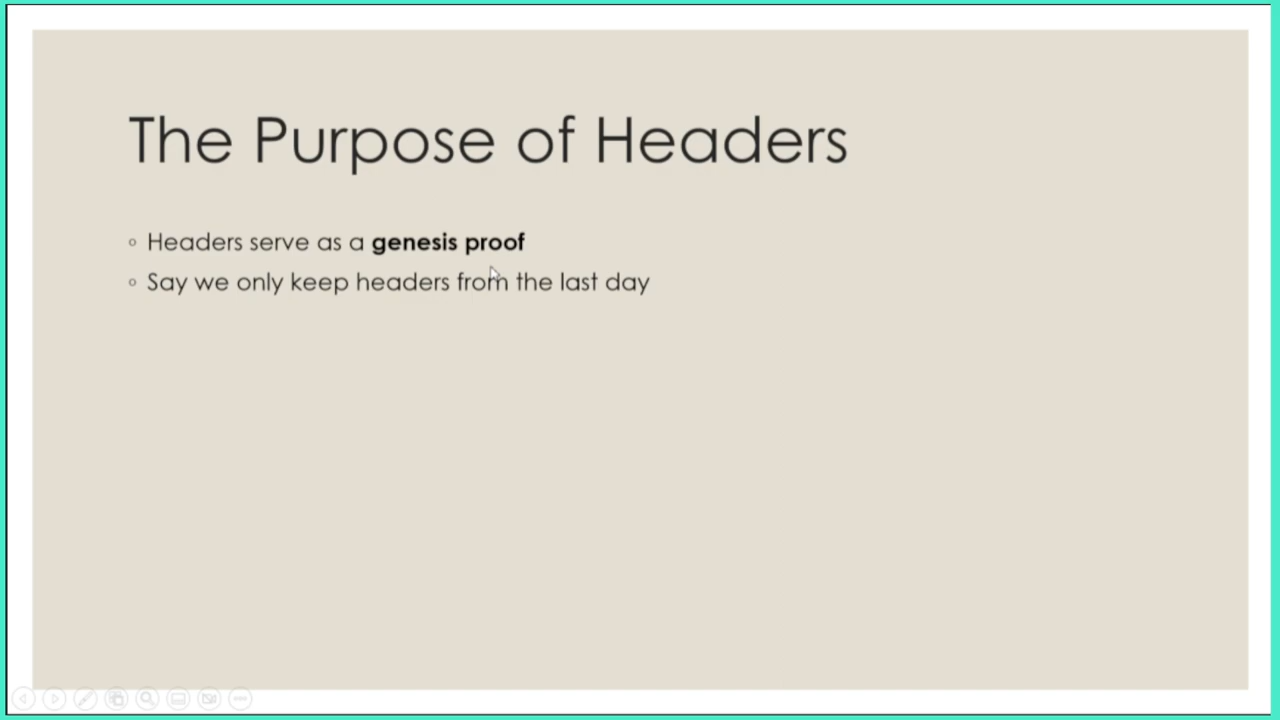 The Purpose of Headers
◦ Headers serve as a genesis proof
◦ Say we only keep headers from the last day